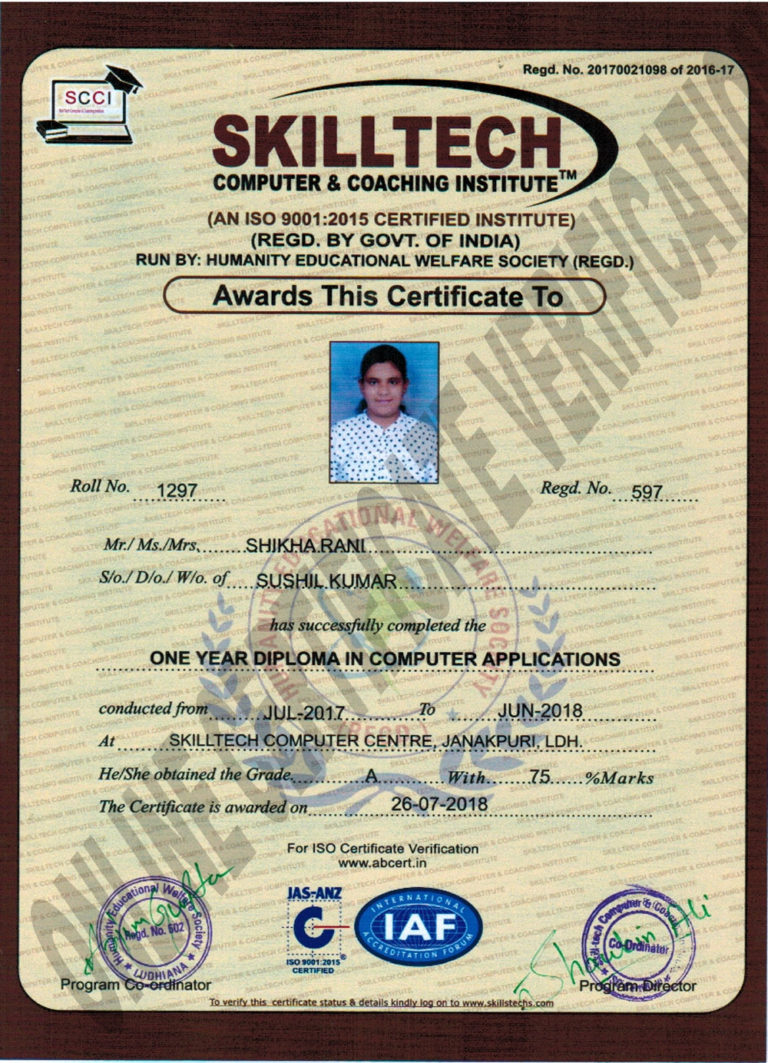 Regd. No. 20170021098 of 2016-17
SCCI
SKILLTECH
COMPUTER & COACHING INSTITUTE™
(AN ISO 9001:2015 CERTIFIED INSTITUTE)
(REGD. BY GOVT. OF INDIA)
RUN BY: HUMANITY EDUCATIONAL WELFARE SOCIETY (REGD.)
Awards This Certificate To
Roll No. 1297
Regd. No. 597
Mr./ Ms./Mrs. SHIKHA RANI
S/o./ D/o./ W/o. of SUSHIL KUMAR
has successfully completed the
ONE YEAR DIPLOMA IN COMPUTER APPLICATIONS
conducted from JUL-2017 To JUN-2018
At SKILLTECH COMPUTER CENTRE, JANAKPURI, LDH.
He/She obtained the Grade A With 75 %Marks
The Certificate is awarded on 26-07-2018
For ISO Certificate Verification
www.abcert.in
JAS-ANZ
ISO 9001:2015
CERTIFIED
INTERNATIONAL
IAF
ACCREDITATION FORUM
Humanity Educational Welfare Society
Regd. No. 502
LUDHIANA
Co-Ordinator
Program Co-ordinator
Program Director
To verify this certificate status & details kindly log on to www.skillstechs.com
ONLINE CERTIFICATE VERIFICATION
HUMANITY EDUCATIONAL WELFARE SOCIETY
REGD.